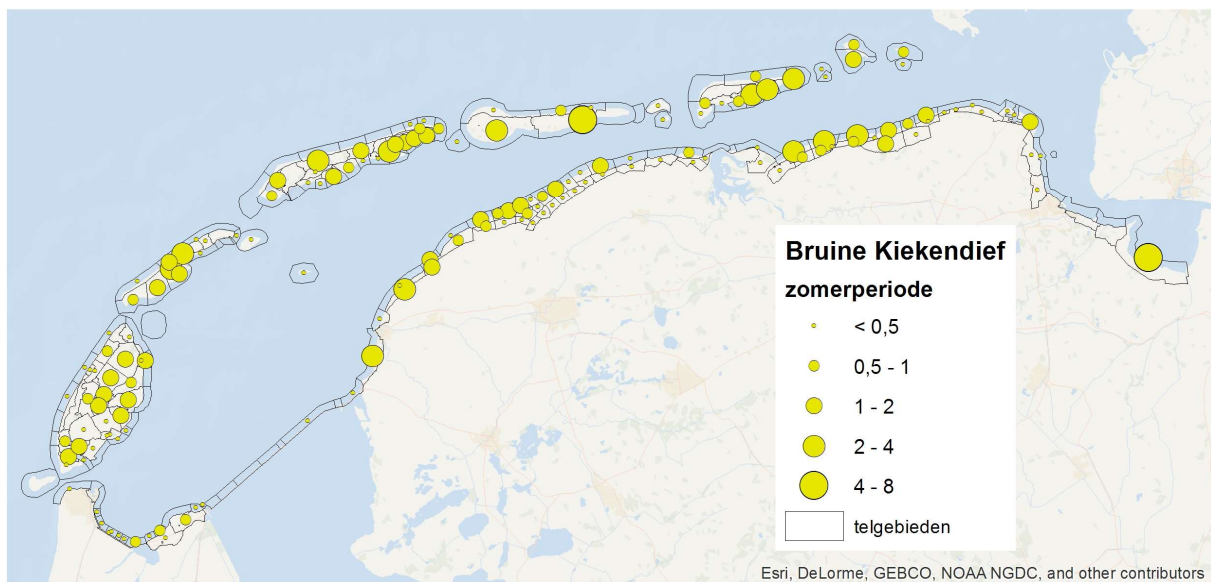 Bruine Kiekendief
zomerperiode
< 0,5
0,5 - 1
1 - 2
2 - 4
4 - 8
telgebieden
Esri, DeLorme, GEBCO, NOAA NGDC, and other contributors